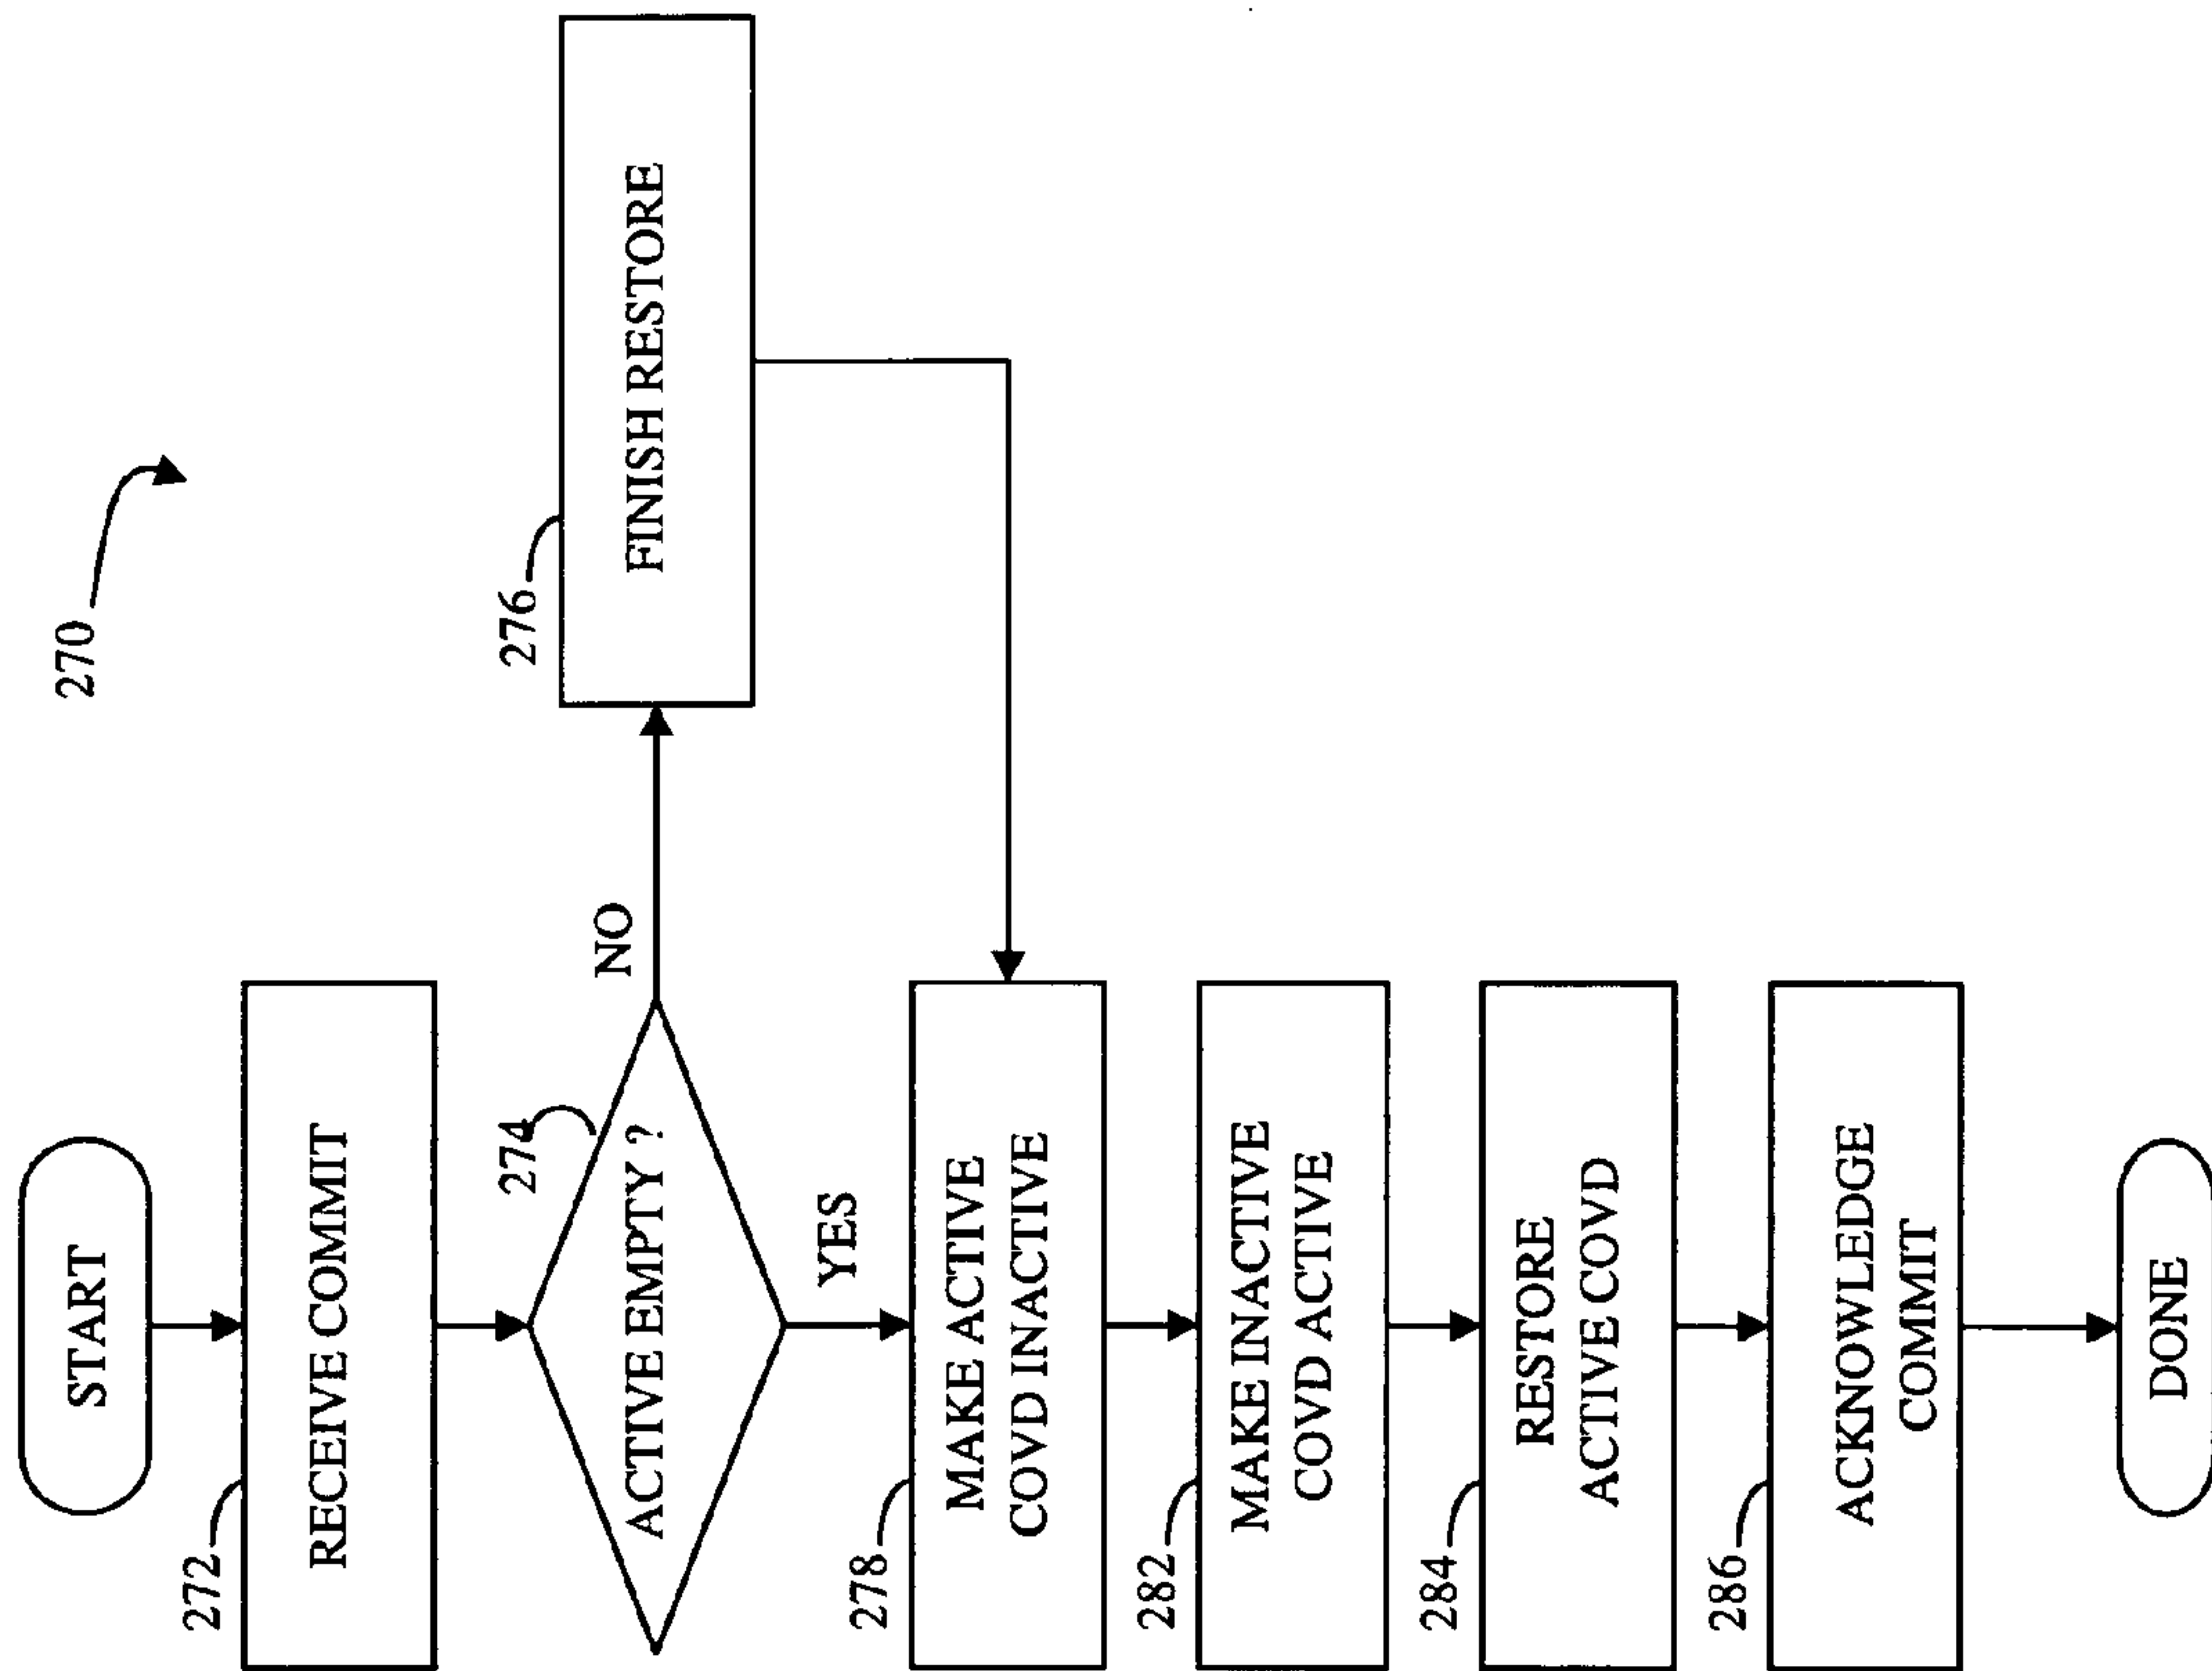 270
START
272
RECEIVE COMMIT
274
ACTIVE EMPTY ?
NO
276
FINISH RESTORE
YES
278
MAKE ACTIVE
COVD INACTIVE
282
MAKE INACTIVE
COVD ACTIVE
284
RESTORE
ACTIVE COVD
286
ACKNOWLEDGE
COMMIT
DONE